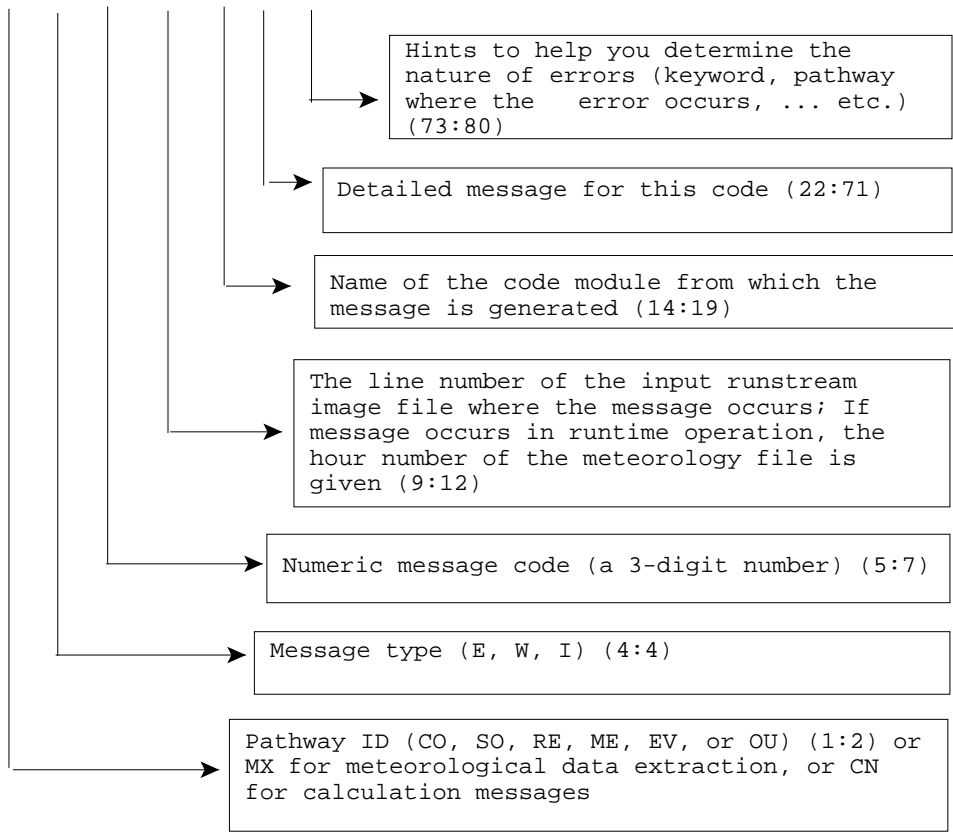 Hints to help you determine the
nature of errors (keyword, pathway
where the error occurs, ... etc.)
(73:80)
Detailed message for this code (22:71)
Name of the code module from which the
message is generated (14:19)
The line number of the input runstream
image file where the message occurs; If
message occurs in runtime operation, the
hour number of the meteorology file is
given (9:12)
Numeric message code (a 3-digit number) (5:7)
Message type (E, W, I) (4:4)
Pathway ID (CO, SO, RE, ME, EV, or OU) (1:2) or
MX for meteorological data extraction, or CN
for calculation messages